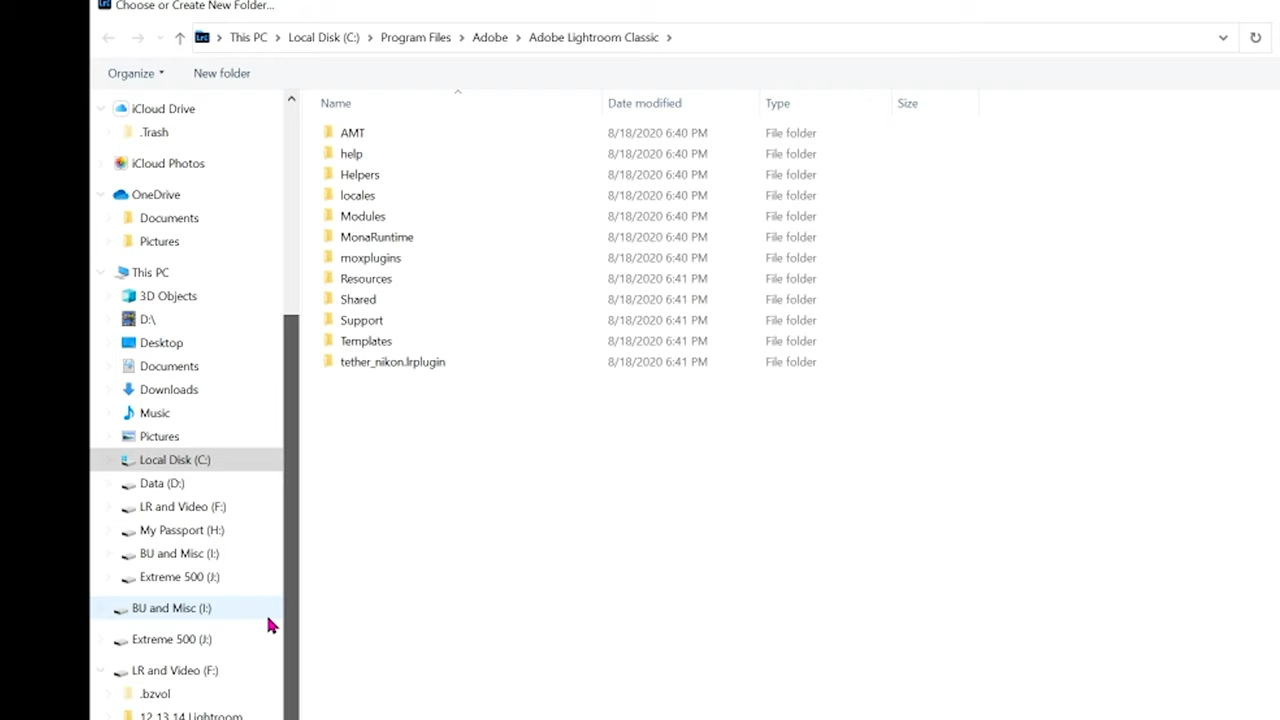 Lrc Choose or Create New Folder...
Lrc This PC Local Disk (C:) Program Files Adobe Adobe Lightroom Classic
Organize New folder
iCloud Drive
.Trash
iCloud Photos
OneDrive
Documents
Pictures
This PC
3D Objects
D:\
Desktop
Documents
Downloads
Music
Pictures
Local Disk (C:)
Data (D:)
LR and Video (F:)
My Passport (H:)
BU and Misc (I:)
Extreme 500 (J:)
BU and Misc (I:)
Extreme 500 (J:)
LR and Video (F:)
.bzvol
12 13 14 Lightroom
Name Date modified Type Size
AMT 8/18/2020 6:40 PM File folder
help 8/18/2020 6:40 PM File folder
Helpers 8/18/2020 6:40 PM File folder
locales 8/18/2020 6:40 PM File folder
Modules 8/18/2020 6:40 PM File folder
MonaRuntime 8/18/2020 6:40 PM File folder
moxplugins 8/18/2020 6:40 PM File folder
Resources 8/18/2020 6:41 PM File folder
Shared 8/18/2020 6:41 PM File folder
Support 8/18/2020 6:41 PM File folder
Templates 8/18/2020 6:41 PM File folder
tether_nikon.lrplugin 8/18/2020 6:41 PM File folder